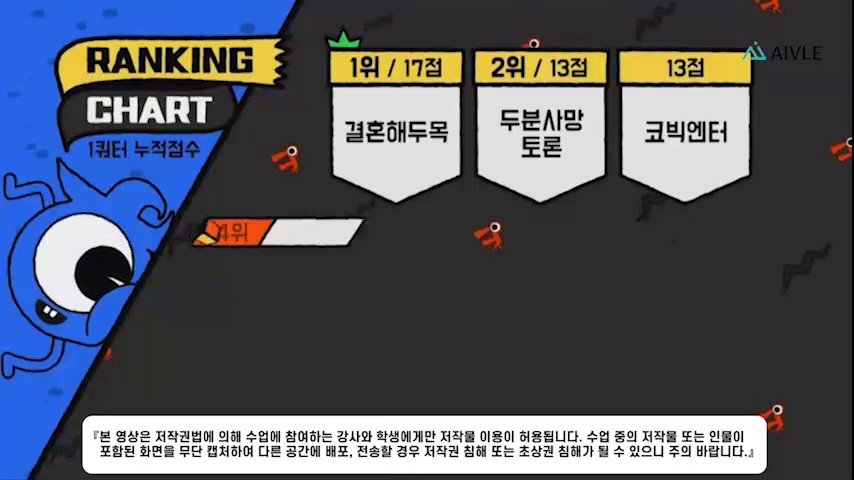 RANKING
CHART
1쿼터 누적점수
1위 / 17점
결혼해두목
2위 / 13점
두분사망
토론
13점
코빅엔터
AIVLE
4위
『본 영상은 저작권법에 의해 수업에 참여하는 강사와 학생에게만 저작물 이용이 허용됩니다. 수업 중의 저작물 또는 인물이
포함된 화면을 무단 캡처하여 다른 공간에 배포, 전송할 경우 저작권 침해 또는 초상권 침해가 될 수 있으니 주의 바랍니다.』